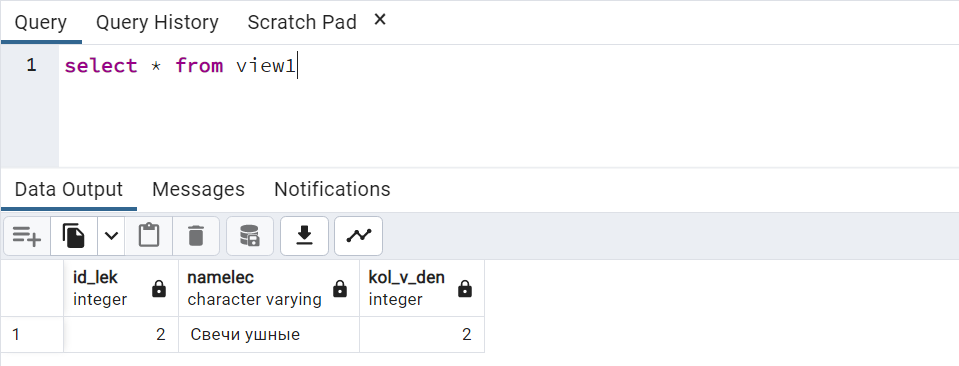 Query Query History Scratch Pad ×
1 select * from view1
Data Output Messages Notifications
id_lek namelec kol_v_den
integer character varying integer
1 2 Свечи ушные 2